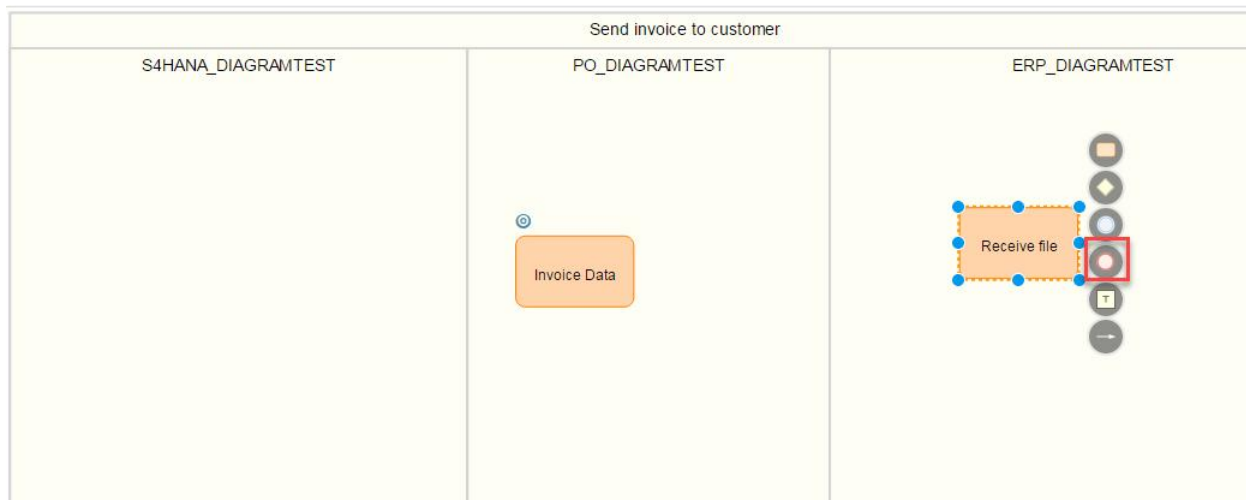 Send invoice to customer
S4HANA_DIAGRAMTEST
PO_DIAGRAMTEST
ERP_DIAGRAMTEST
Receive file
Invoice Data
T